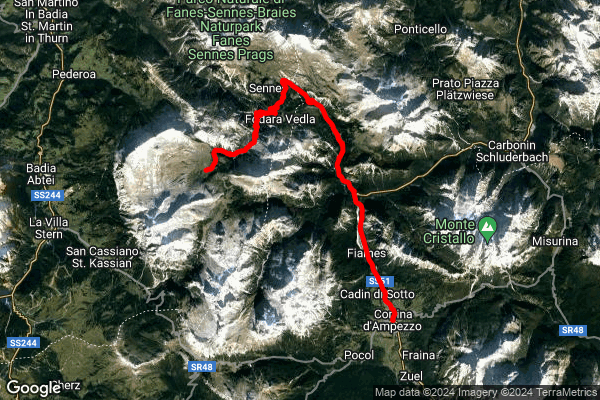 San Martino
In Badia
St. Martin
in Thurn
Parco Naturale di
Fanes-Sennes-Braies
Naturpark
Fanes
Sennes Prags
Ponticello
Pederoa
Senne
Prato Piazza
Plätzwiese
Fodara Vedla
Carbonin
Schluderbach
Badia
Abtei
SS244
La Villa
Stern
Monte
Cristallo
Misurina
San Cassiano
St. Kassian
Fiames
SS51
Cadin di Sotto
Cortina
d'Ampezzo
SR48
SS244
SR48
Pocol
Fraina
Zuel
Google
Map data ©2024 Imagery ©2024 TerraMetrics